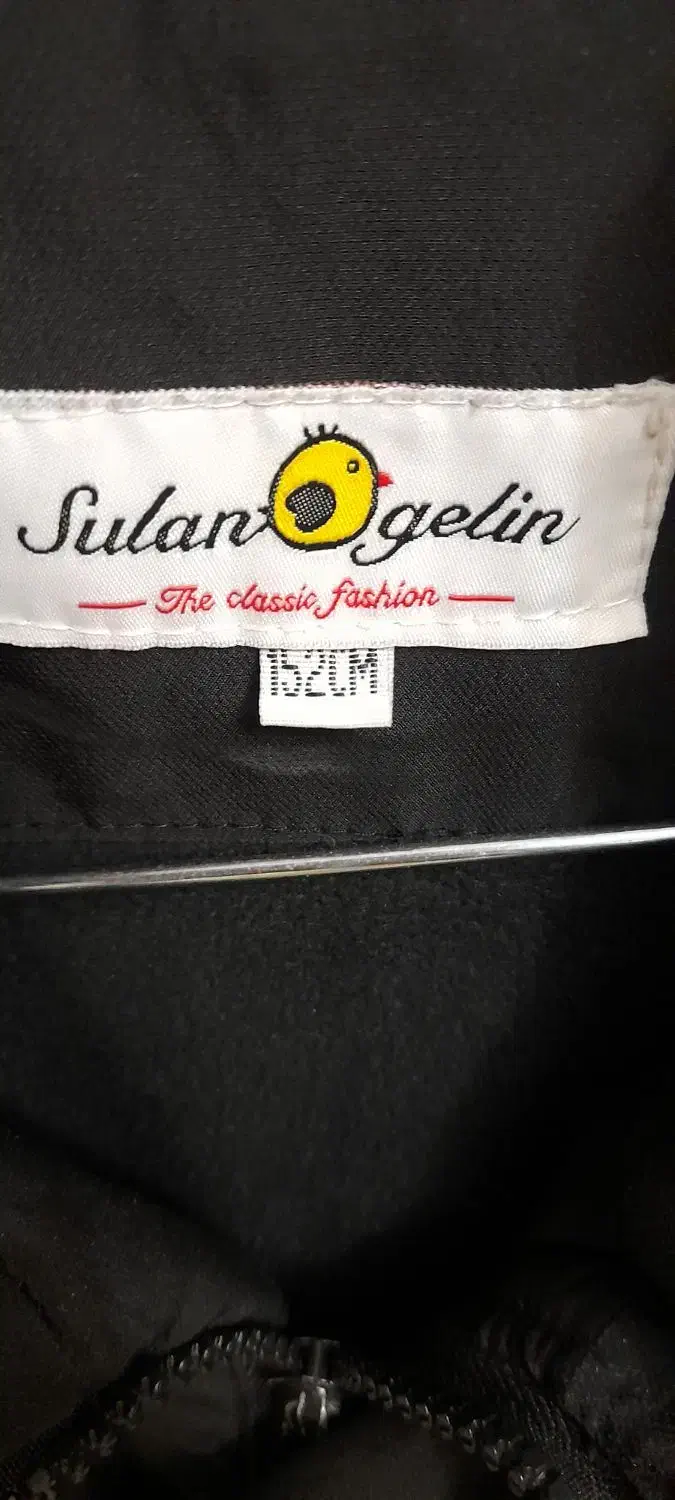 Sulan gelin
The classic fashion
152CM